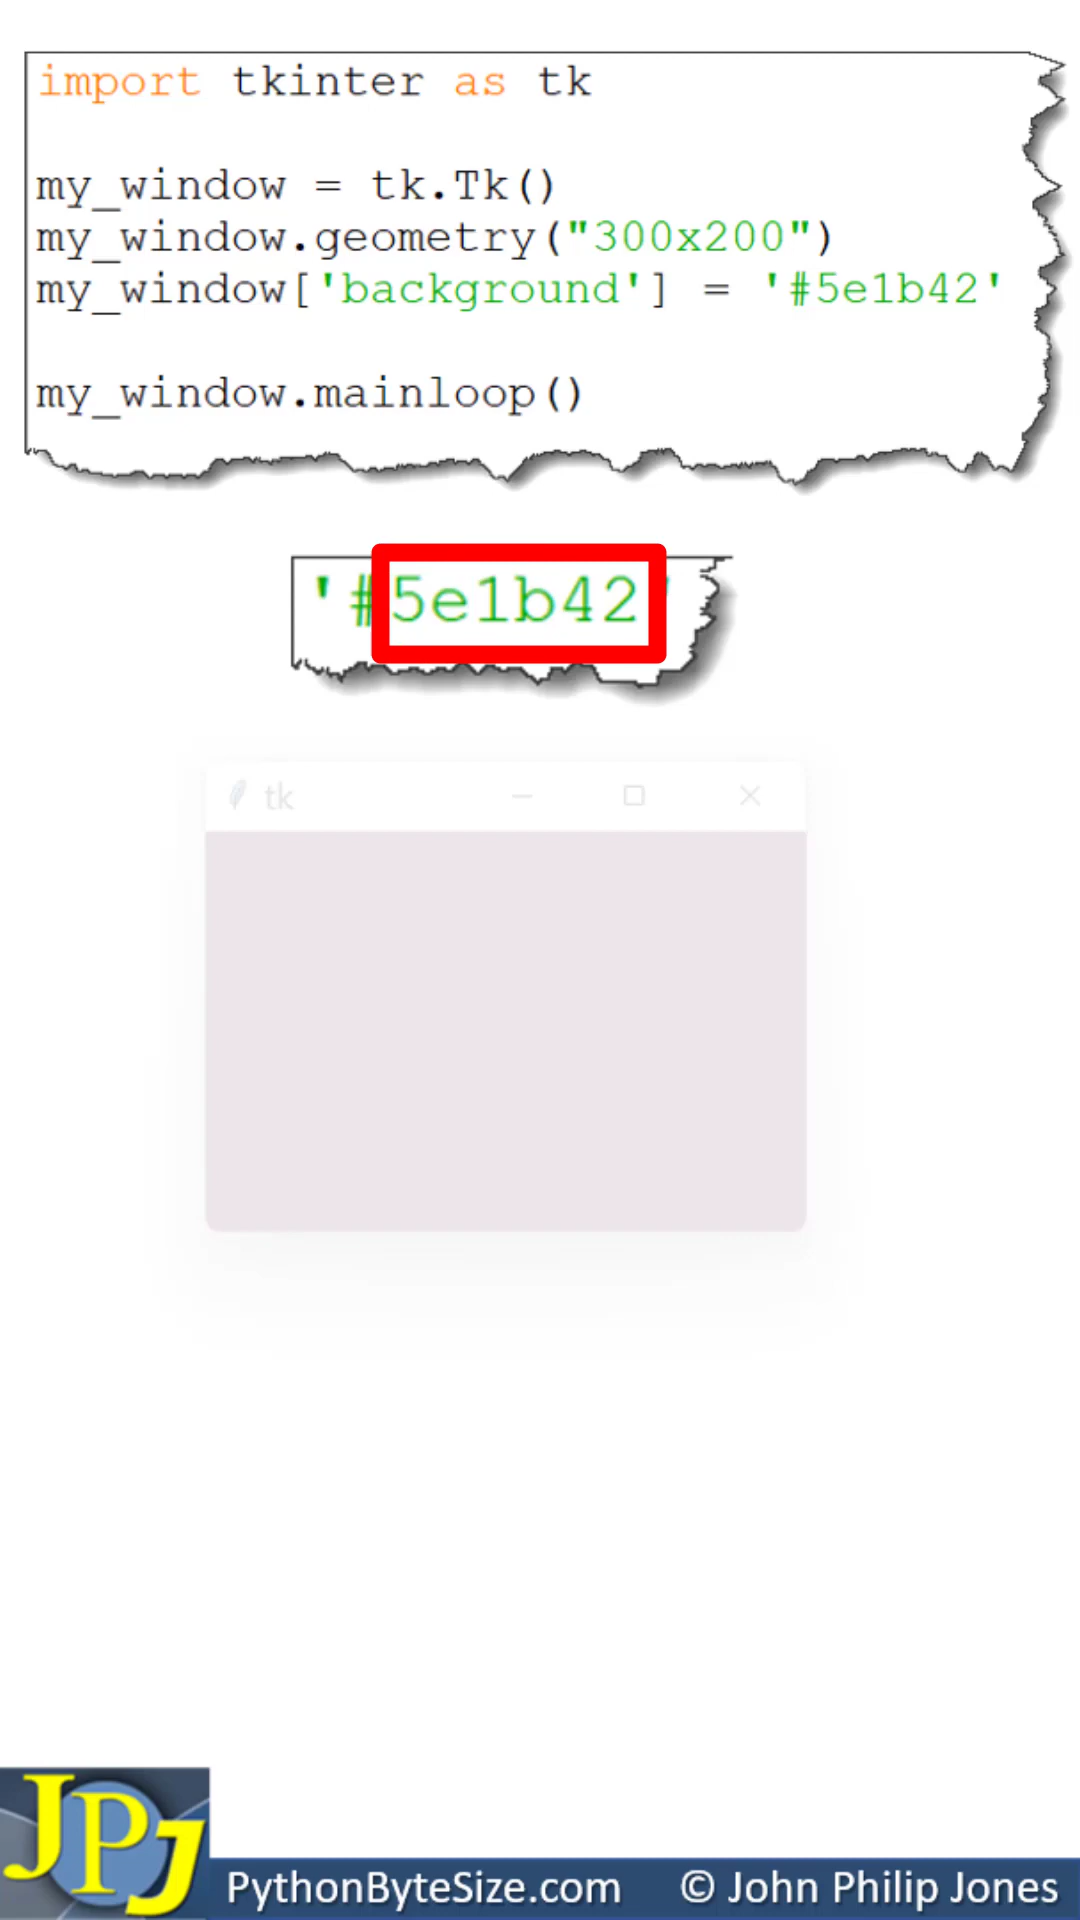 import tkinter as tk
my_window = tk.Tk()
my_window.geometry("300x200")
my_window['background'] = '#5e1b42'
my_window.mainloop()
'#5e1b42'
tk
JPJ
PythonByteSize.com © John Philip Jones